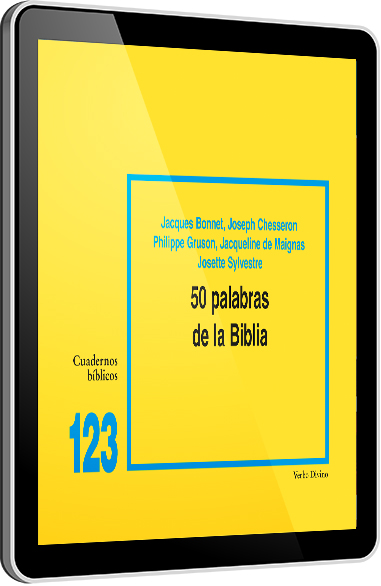 Jacques Bonnet, Joseph Chesseron
Philippe Gruson, Jacqueline de Maignas
Josette Sylvestre
50 palabras
de la Biblia
Cuadernos
bíblicos
123
Verbo Divino